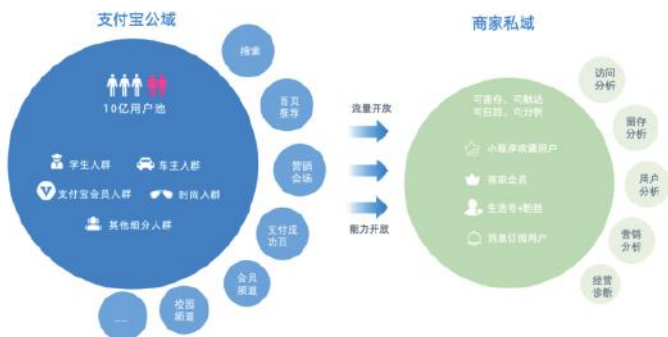 支付宝公域
商家私域
10亿用户池
学生人群
车主人群
支付宝会员人群
时尚人群
其他细分人群
搜索
首页
推荐
营销
会场
支付成
功页
会员
频道
校园
频道
......
流量开放
能力开放
可留存、可触达
可召回、可分析
小程序收藏用户
商家会员
生活号+粉丝
消息订阅用户
访问
分析
留存
分析
用户
分析
营销
分析
经营
诊断